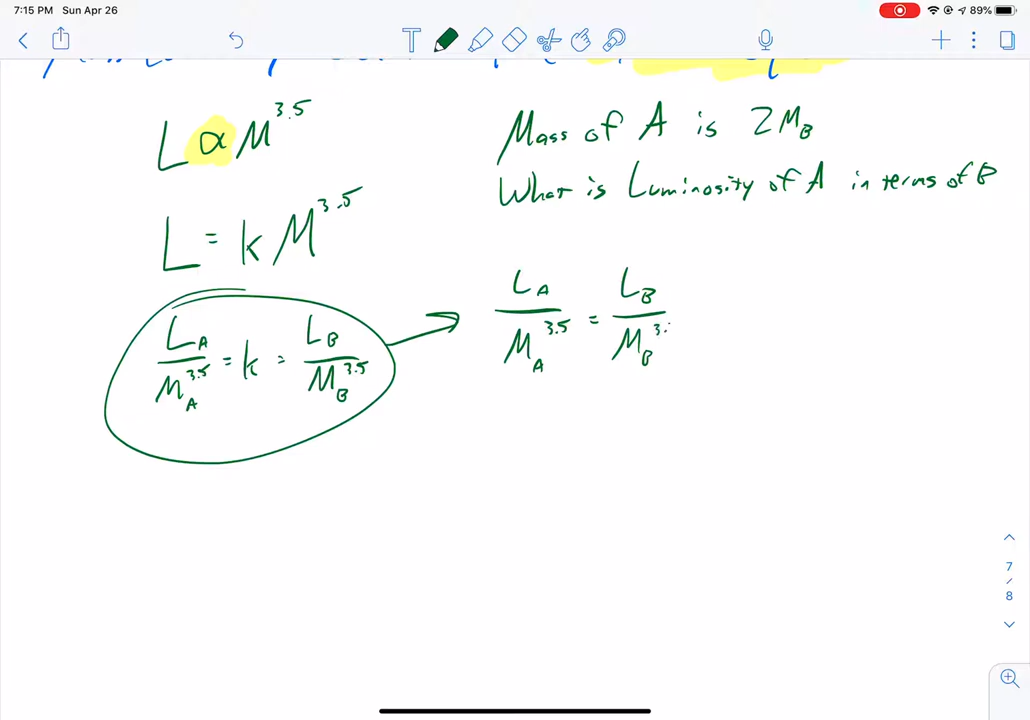 7:15 PM Sun Apr 26
89%
L α M^3.5
L = k M^3.5
L_A / M_A^3.5 = k = L_B / M_B^3.5
Mass of A is 2M_B
What is Luminosity of A in terms of B
L_A / M_A^3.5 = L_B / M_B^3.
7
/
8